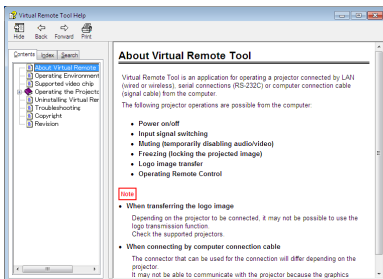 Virtual Remote Tool Help
Hide Back Forward Print
Contents Index Search
About Virtual Remote
Operating Environment
Supported video chip
Operating the Projecto
Uninstalling Virtual Rer
Troubleshooting
Copyright
Revision
About Virtual Remote Tool
Virtual Remote Tool is an application for operating a projector connected by LAN
(wired or wireless), serial connections (RS-232C) or computer connection cable
(signal cable) from the computer.
The following projector operations are possible from the computer:
• Power on/off
• Input signal switching
• Muting (temporarily disabling audio/video)
• Freezing (locking the projected image)
• Logo image transfer
• Operating Remote Control
Note
• When transferring the logo image
Depending on the projector to be connected, it may not be possible to use the
logo transmission function.
Check the supported projectors.
• When connecting by computer connection cable
The connector that can be used for the connection will differ depending on the
projector.
It may not be able to communicate with the projector because the graphics